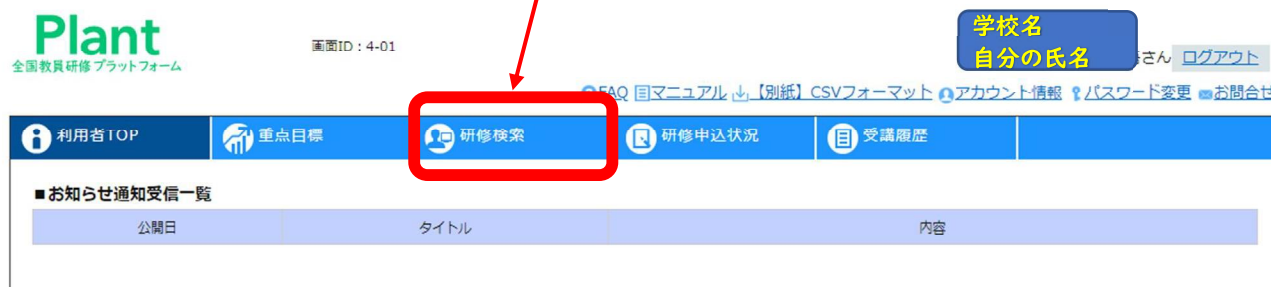 Plant
全国教員研修プラットフォーム
画面ID：4-01
学校名
自分の氏名
さん ログアウト
FAQ マニュアル 【別紙】CSVフォーマット アカウント情報 パスワード変更 お問合せ
利用者TOP 重点目標 研修検索 研修申込状況 受講履歴
■お知らせ通知受信一覧
公開日 タイトル 内容